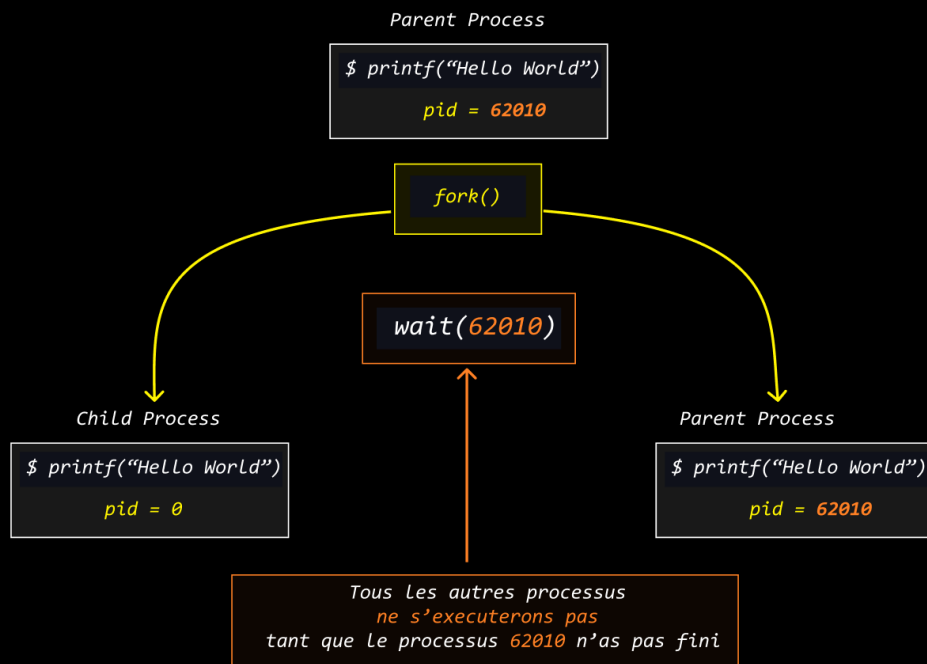 Parent Process
$ printf(“Hello World”)
pid = 62010
fork()
wait(62010)
Child Process
$ printf(“Hello World”)
pid = 0
Parent Process
$ printf(“Hello World”)
pid = 62010
Tous les autres processus
ne s’executerons pas
tant que le processus 62010 n’as pas fini